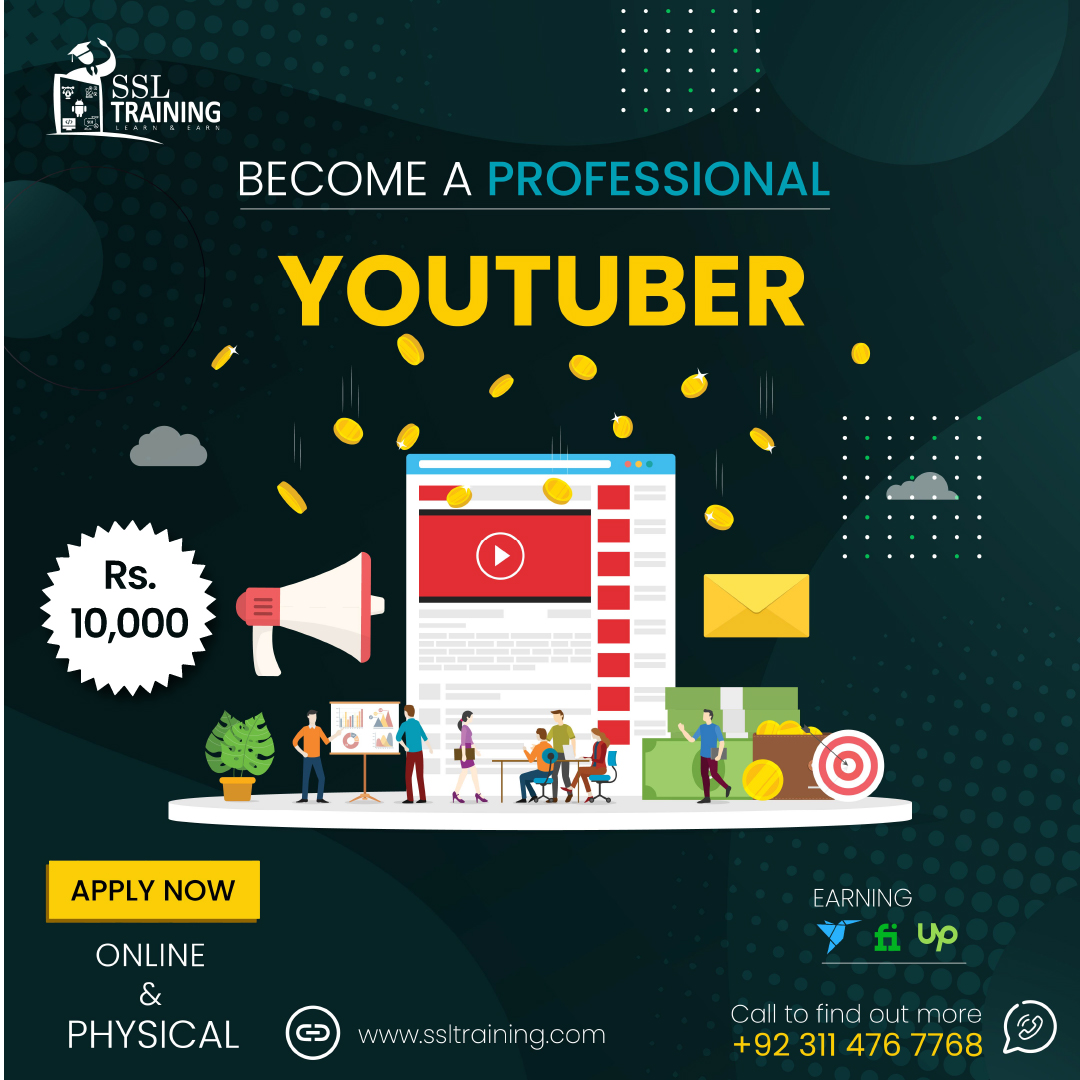 SSL
TRAINING
LEARN & EARN
BECOME A PROFESSIONAL
YOUTUBER
Rs.
10,000
APPLY NOW
ONLINE
&
PHYSICAL
www.ssltraining.com
EARNING
fi Up
Call to find out more
+92 311 476 7768